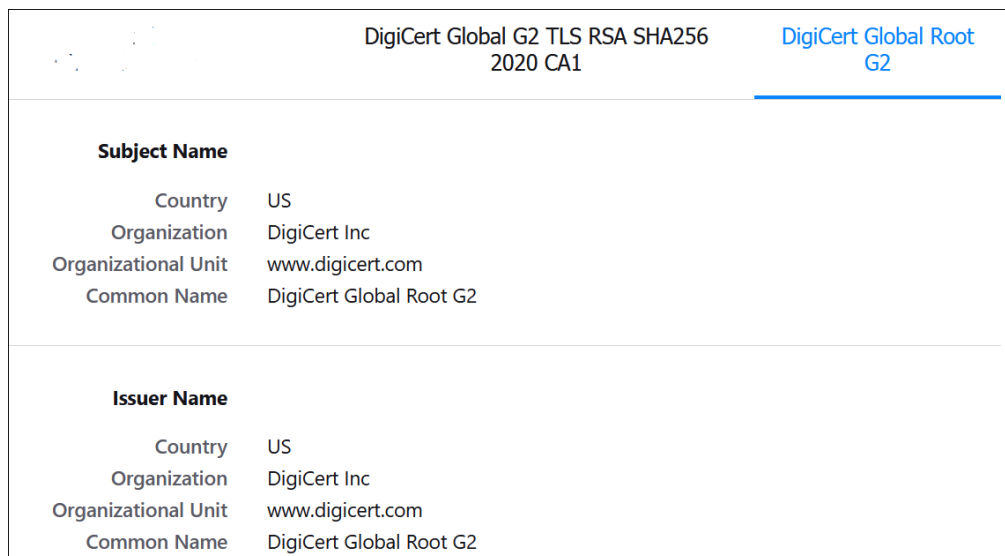 DigiCert Global G2 TLS RSA SHA256
2020 CA1
DigiCert Global Root
G2
Subject Name
Country US
Organization DigiCert Inc
Organizational Unit www.digicert.com
Common Name DigiCert Global Root G2
Issuer Name
Country US
Organization DigiCert Inc
Organizational Unit www.digicert.com
Common Name DigiCert Global Root G2